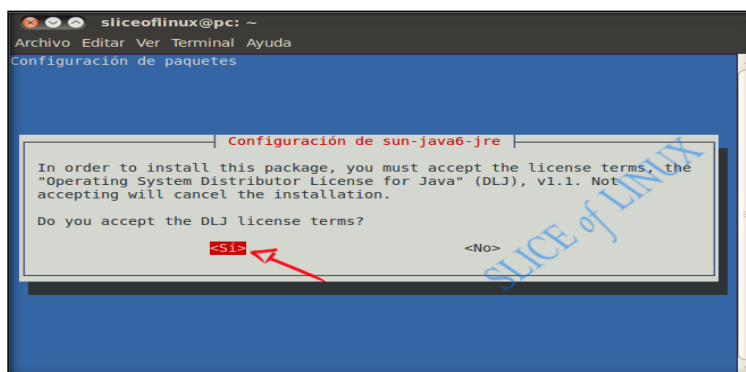 sliceoflinux@pc: ~
Archivo Editar Ver Terminal Ayuda
Configuración de paquetes
Configuración de sun-java6-jre
In order to install this package, you must accept the license terms, the
"Operating System Distributor License for Java" (DLJ), v1.1. Not
accepting will cancel the installation.
Do you accept the DLJ license terms?
<Sí> <No>
SLICE of LINUX